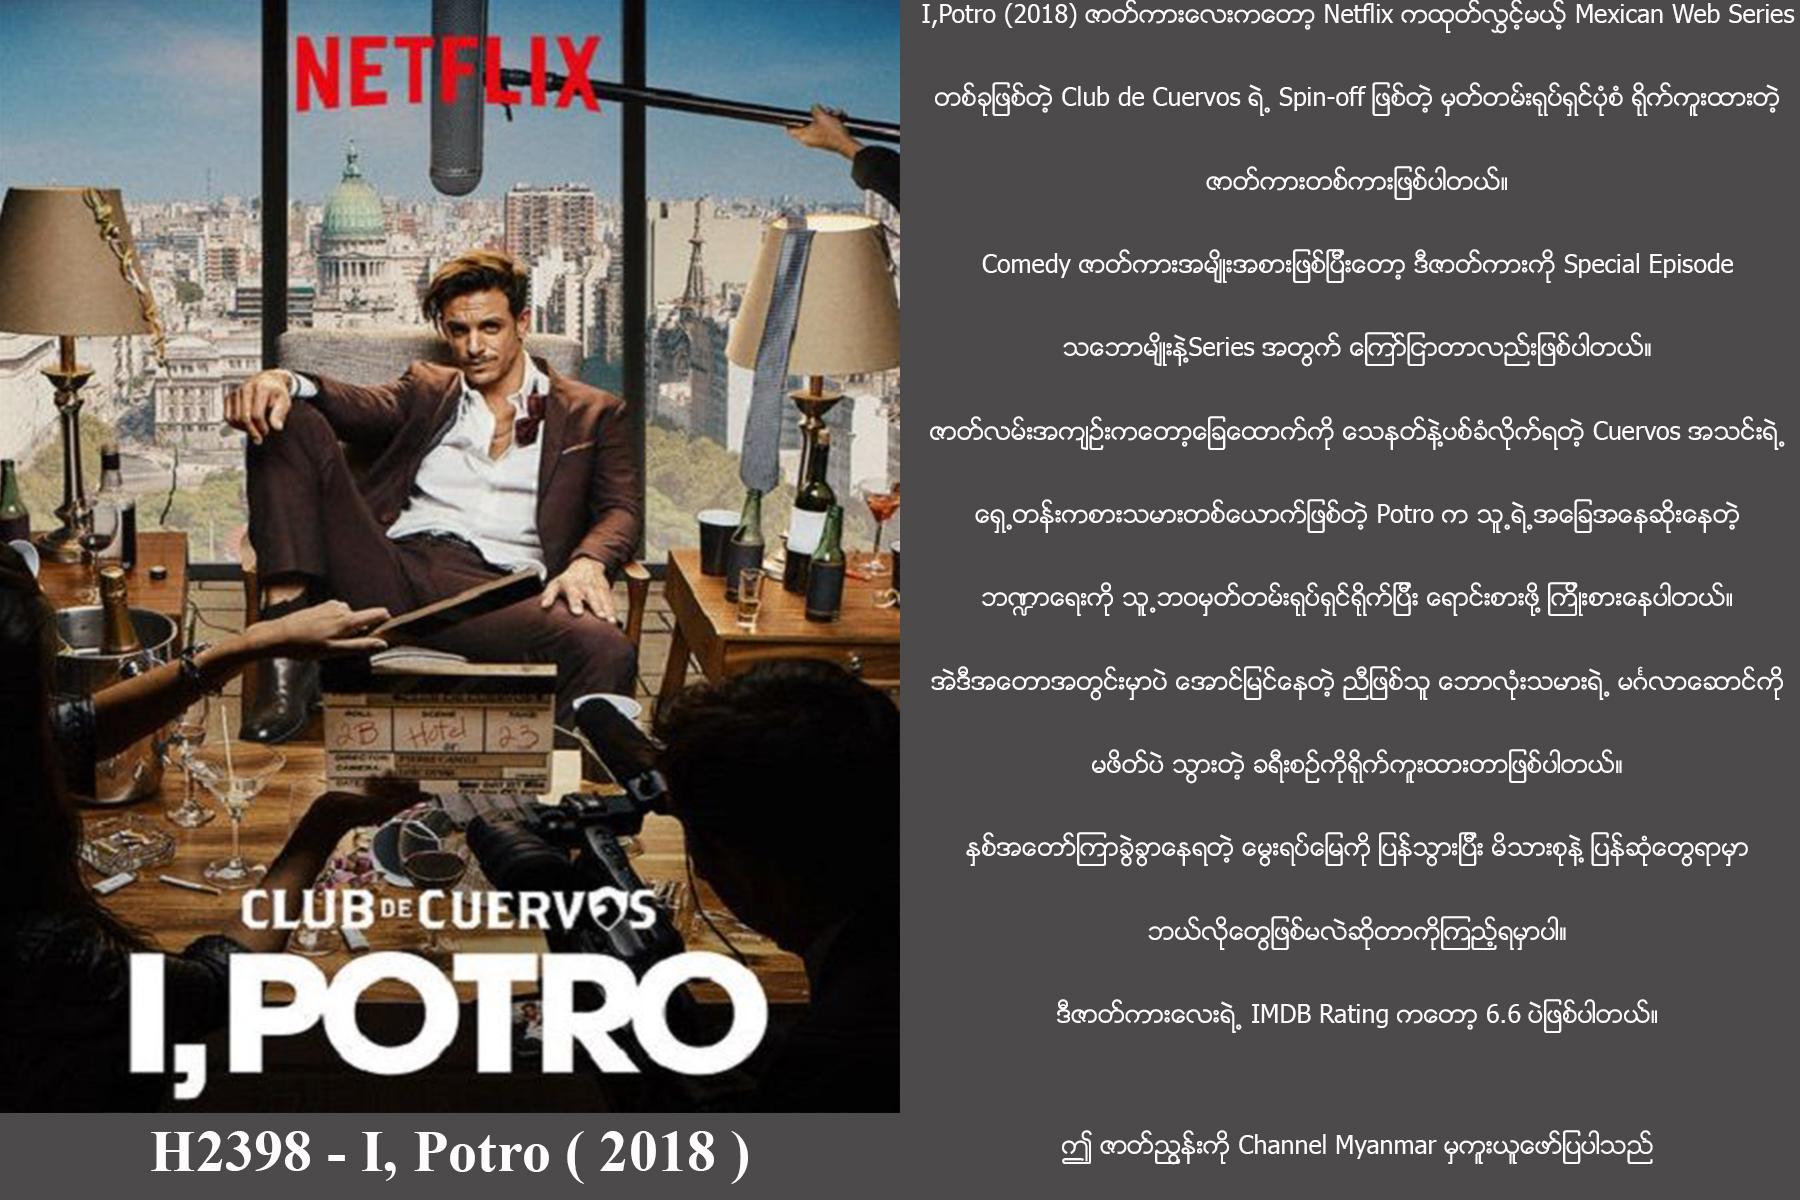 NETFLIX
ROLL
SCENE
TAKE
2B
Hotel
23
DIRECTOR
CAMERA
DATE
CLUB DE CUERVOS
I, POTRO
H2398 - I, Potro ( 2018 )
I,Potro (2018) ဇာတ်ကားလေးကတော့ Netflix ကထုတ်လွှင့်မယ့် Mexican Web Series
တစ်ခုဖြစ်တဲ့ Club de Cuervos ရဲ့ Spin-off ဖြစ်တဲ့ မှတ်တမ်းရုပ်ရှင်ပုံစံ ရိုက်ကူးထားတဲ့
ဇာတ်ကားတစ်ကားဖြစ်ပါတယ်။
Comedy ဇာတ်ကားအမျိုးအစားဖြစ်ပြီးတော့ ဒီဇာတ်ကားကို Special Episode
သဘောမျိုးနဲ့Series အတွက် ကြော်ငြာတာလည်းဖြစ်ပါတယ်။
ဇာတ်လမ်းအကျဉ်းကတော့ခြေထောက်ကို သေနတ်နဲ့ပစ်ခံလိုက်ရတဲ့ Cuervos အသင်းရဲ့
ရှေ့တန်းကစားသမားတစ်ယောက်ဖြစ်တဲ့ Potro က သူ့ရဲ့အခြေအနေဆိုးနေတဲ့
ဘဏ္ဍာရေးကို သူ့ဘဝမှတ်တမ်းရုပ်ရှင်ရိုက်ပြီး ရောင်းစားဖို့ ကြိုးစားနေပါတယ်။
အဲဒီအတောအတွင်းမှာပဲ အောင်မြင်နေတဲ့ ညီဖြစ်သူ ဘောလုံးသမားရဲ့ မင်္ဂလာဆောင်ကို
မဖိတ်ပဲ သွားတဲ့ ခရီးစဉ်ကိုရိုက်ကူးထားတာဖြစ်ပါတယ်။
နှစ်အတော်ကြာခွဲခွာနေရတဲ့ မွေးရပ်မြေကို ပြန်သွားပြီး မိသားစုနဲ့ ပြန်ဆုံတွေ့ရာမှာ
ဘယ်လိုတွေဖြစ်မလဲဆိုတာကိုကြည့်ရမှာပါ။
ဒီဇာတ်ကားလေးရဲ့ IMDB Rating ကတော့ 6.6 ပဲဖြစ်ပါတယ်။
ဤ ဇာတ်ညွှန်းကို Channel Myanmar မှကူးယူဖော်ပြပါသည်